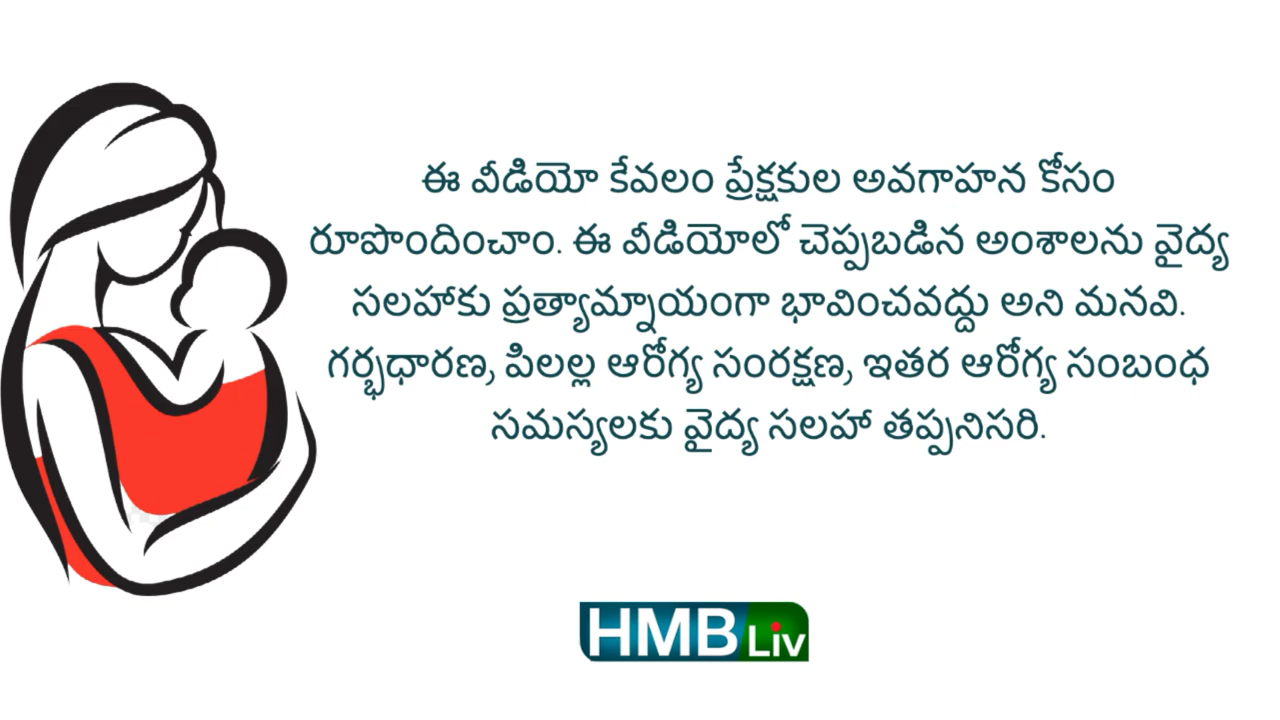 ఈ వీడియో కేవలం ప్రేక్షకుల అవగాహన కోసం
రూపొందించాం. ఈ వీడియోలో చెప్పబడిన అంశాలను వైద్య
సలహాకు ప్రత్యామ్నాయంగా భావించవద్దు అని మనవి.
గర్భధారణ, పిలల్ల ఆరోగ్య సంరక్షణ, ఇతర ఆరోగ్య సంబంధ
సమస్యలకు వైద్య సలహా తప్పనిసరి.
HMB Liv